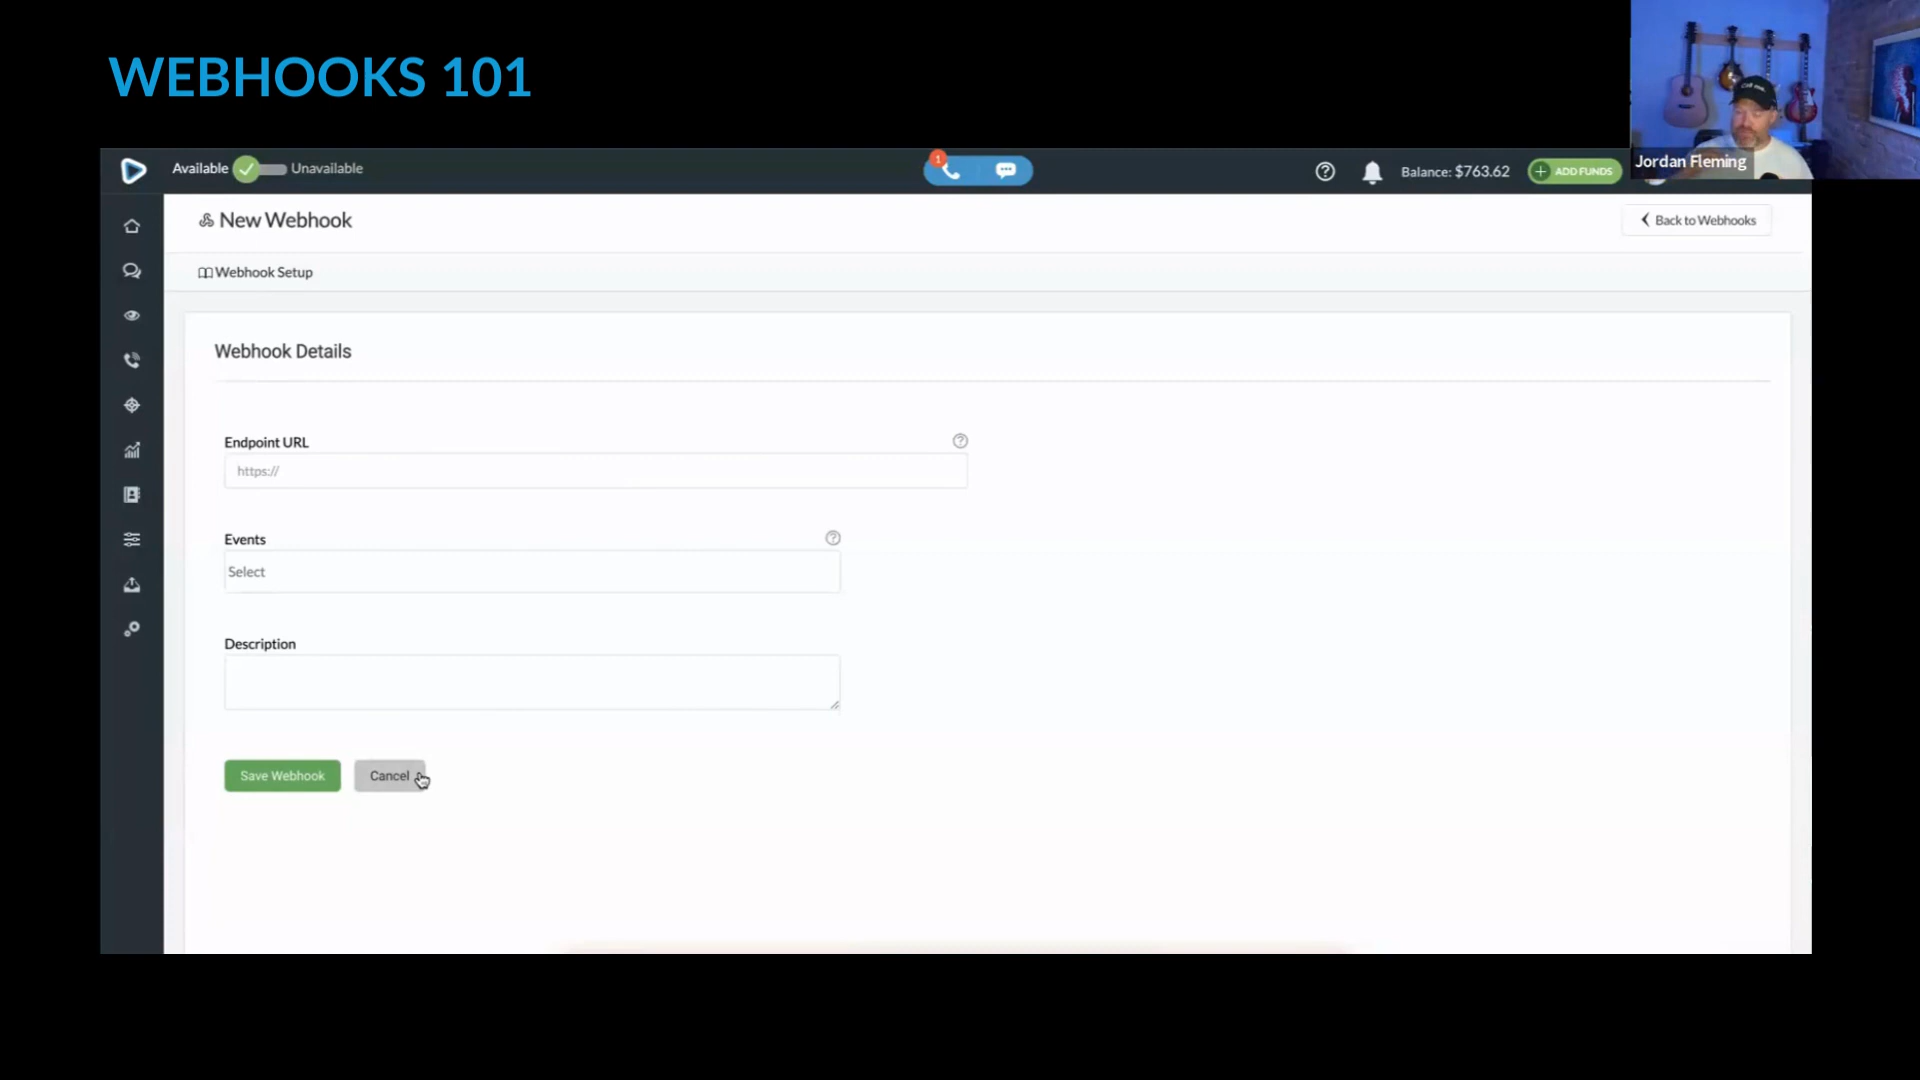 WEBHOOKS 101
Available Unavailable
1
Balance: $763.62
ADD FUNDS
Jordan Fleming
New Webhook
Back to Webhooks
Webhook Setup
Webhook Details
Endpoint URL
https://
Events
Select
Description
Save Webhook
Cancel